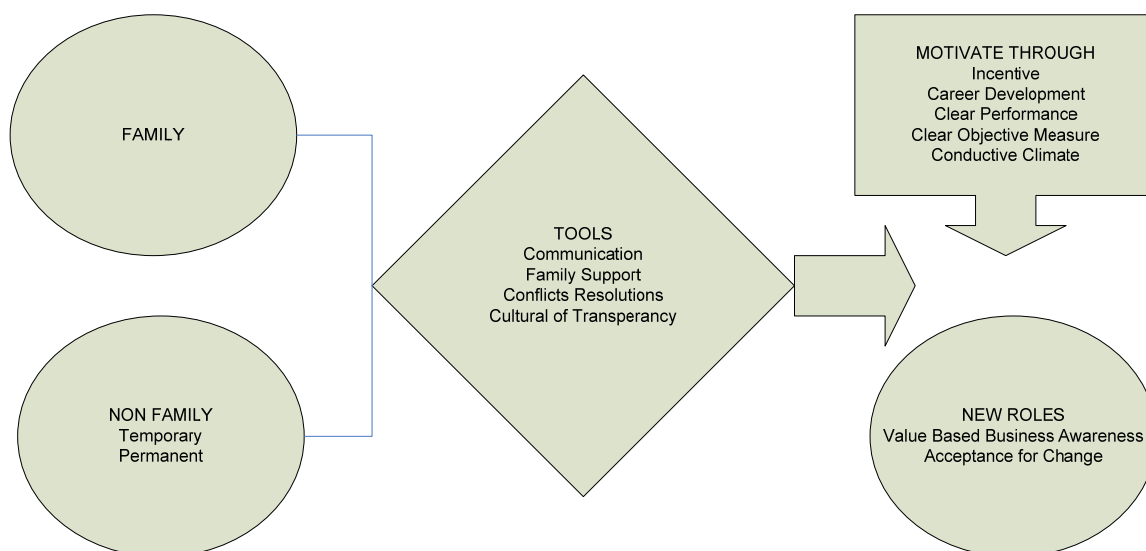 FAMILY
NON FAMILY
Temporary
Permanent
TOOLS
Communication
Family Support
Conflicts Resolutions
Cultural of Transperancy
MOTIVATE THROUGH
Incentive
Career Development
Clear Performance
Clear Objective Measure
Conductive Climate
NEW ROLES
Value Based Business Awareness
Acceptance for Change